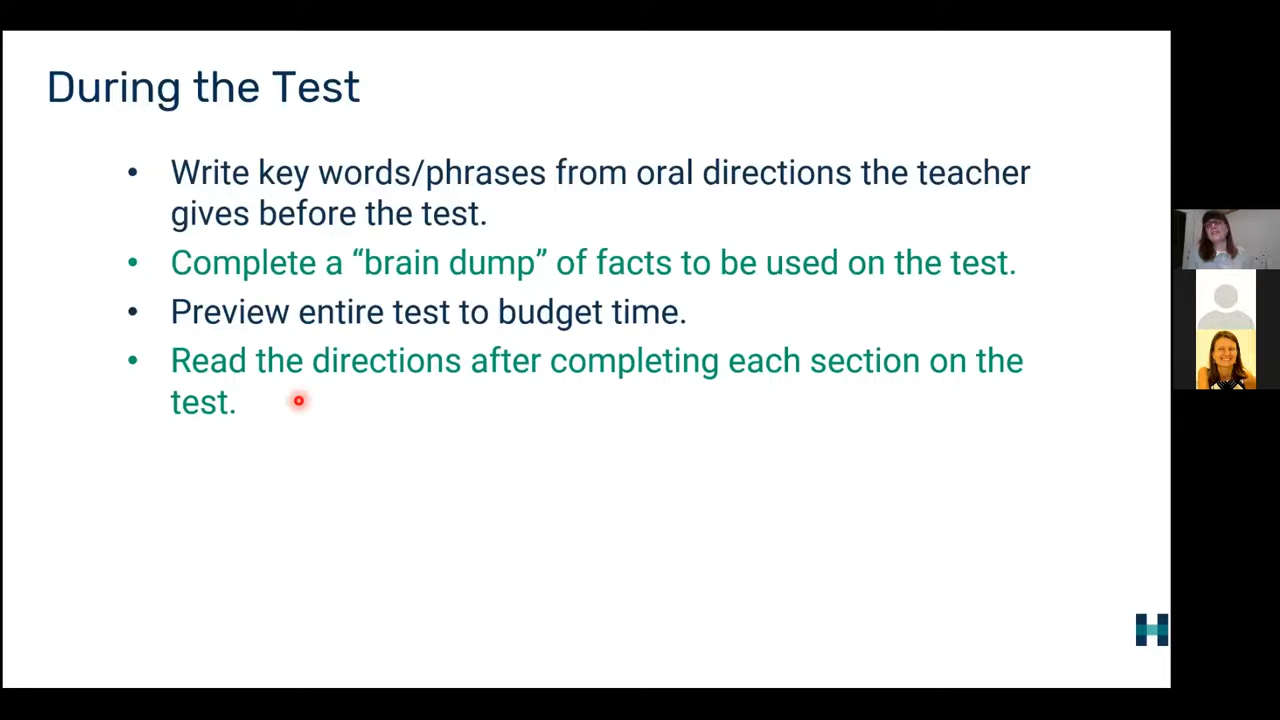 During the Test
• Write key words/phrases from oral directions the teacher
gives before the test.
• Complete a “brain dump” of facts to be used on the test.
• Preview entire test to budget time.
• Read the directions after completing each section on the
test.
H